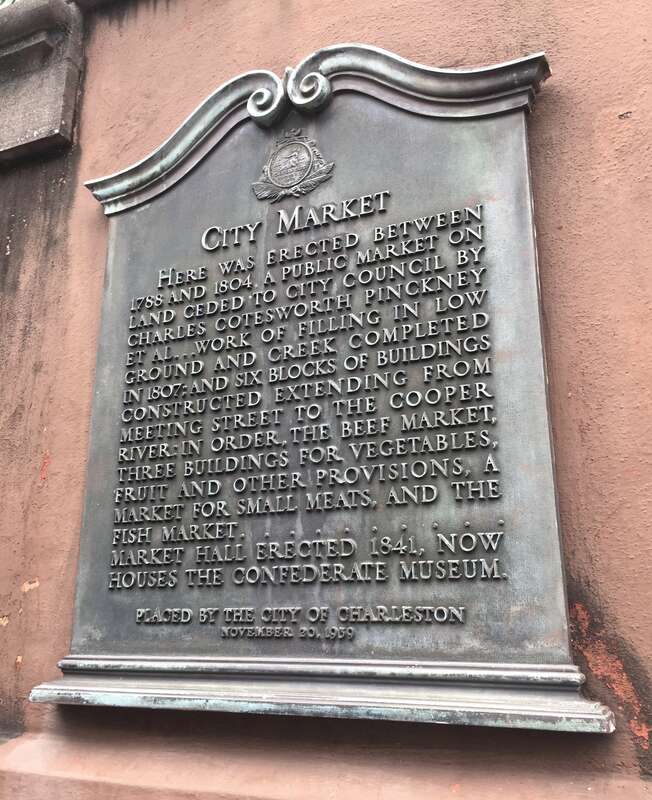 CITY MARKET
HERE WAS ERECTED BETWEEN
1788 AND 1804, A PUBLIC MARKET ON
LAND CEDED TO CITY COUNCIL BY
CHARLES COTESWORTH PINCKNEY
ET AL...WORK OF FILLING IN LOW
GROUND AND CREEK COMPLETED
IN 1807; AND SIX BLOCKS OF BUILDINGS
CONSTRUCTED EXTENDING FROM
MEETING STREET TO THE COOPER
RIVER: IN ORDER, THE BEEF MARKET,
THREE BUILDINGS FOR VEGETABLES,
FRUIT AND OTHER PROVISIONS, A
MARKET FOR SMALL MEATS, AND THE
FISH MARKET. . . . . . . . . . . .
MARKET HALL ERECTED 1841, NOW
HOUSES THE CONFEDERATE MUSEUM.
PLACED BY THE CITY OF CHARLESTON
NOVEMBER 20, 1939